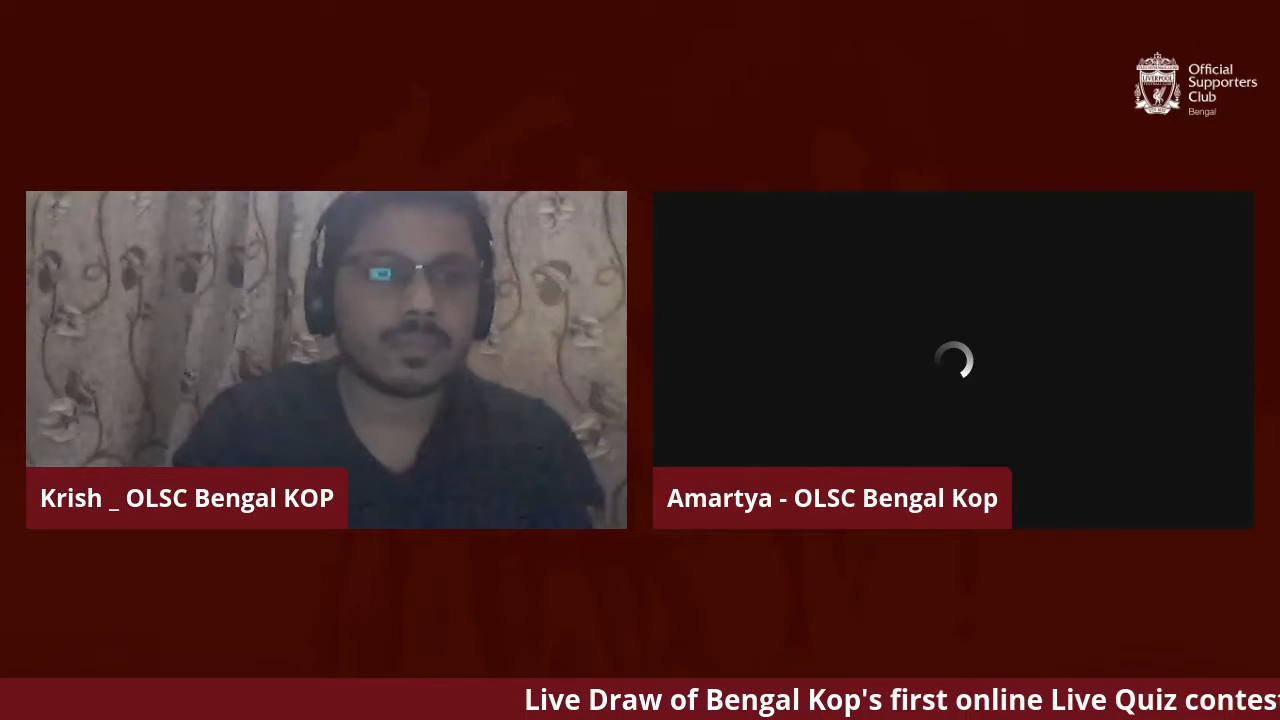 LIVERPOOL
Official
Supporters
Club
Bengal
Krish _ OLSC Bengal KOP
Amartya - OLSC Bengal Kop
Live Draw of Bengal Kop's first online Live Quiz contest